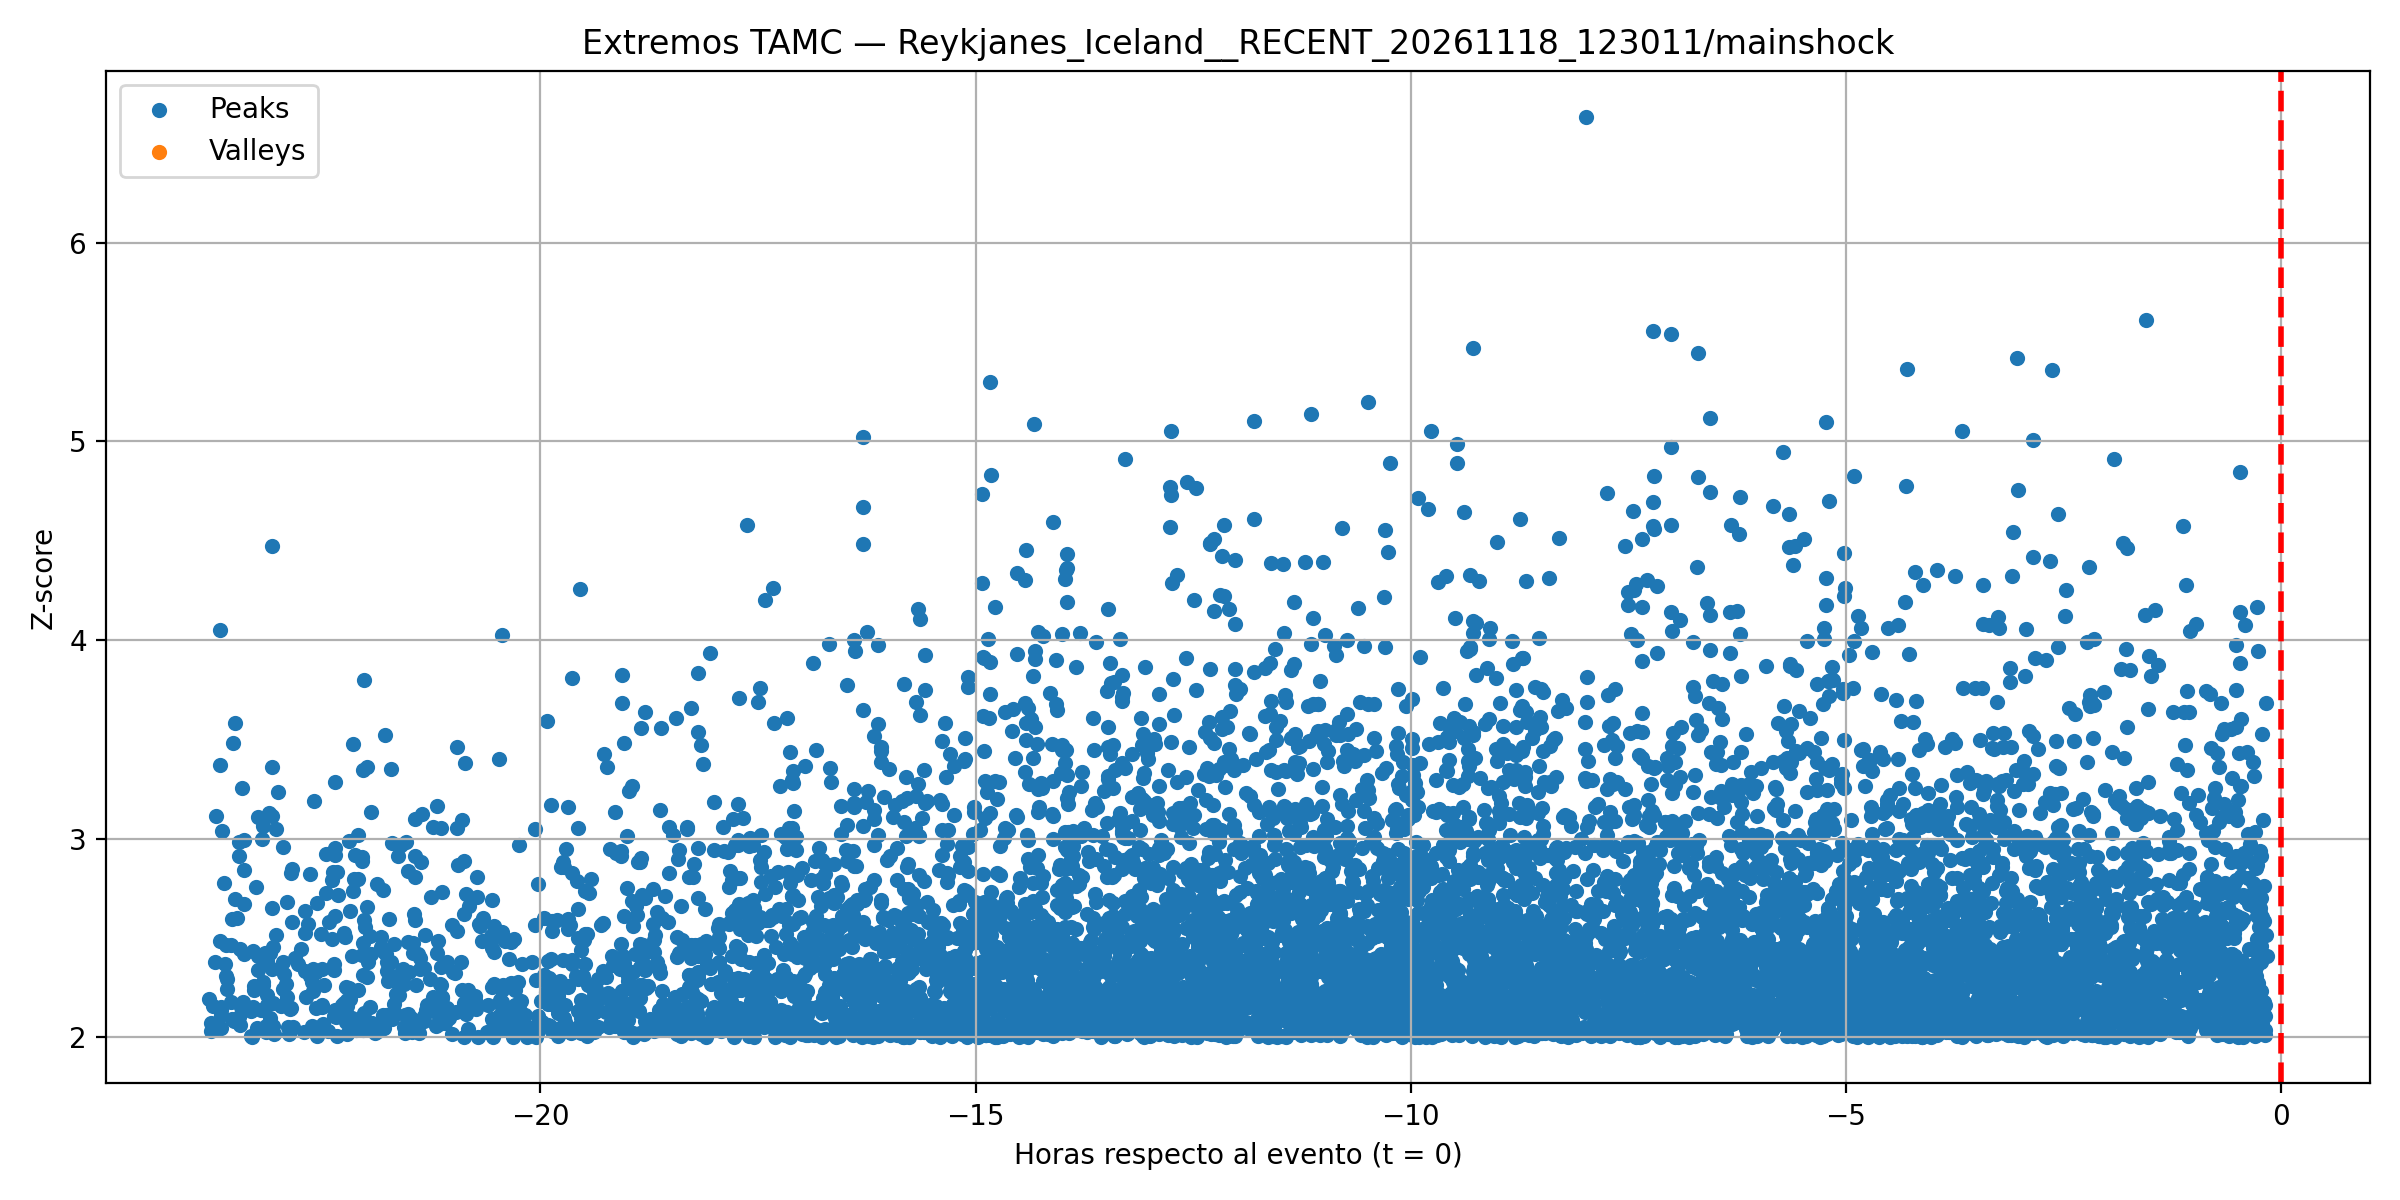 Extremos TAMC — Reykjanes_Iceland__RECENT_20261118_123011/mainshock
Peaks
Valleys
6
5
4
3
2
Z-score
−20
−15
−10
−5
0
Horas respecto al evento (t = 0)